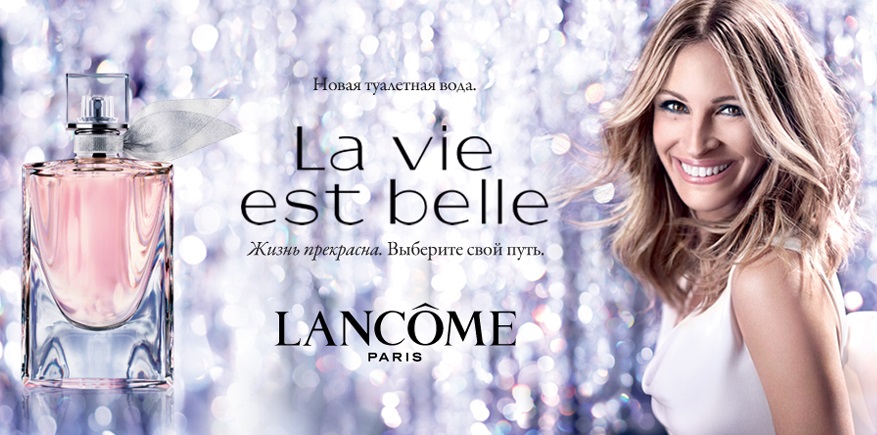 Новая туалетная вода.
La vie
est belle
Жизнь прекрасна. Выберите свой путь.
LANCÔME
PARIS